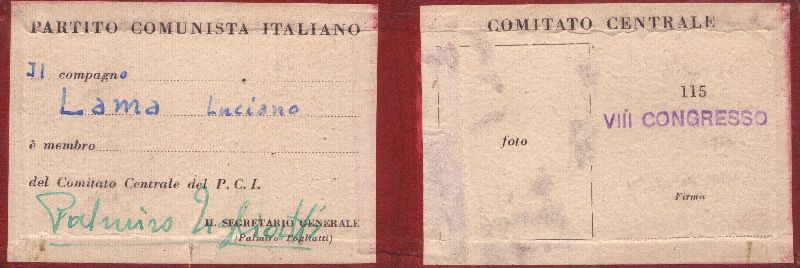 PARTITO COMUNISTA ITALIANO
Il compagno
Lama Luciano
è membro
del Comitato Centrale del P. C. I.
Palmiro Togliatti
IL SEGRETARIO GENERALE
(Palmiro Togliatti)
COMITATO CENTRALE
115
VIII CONGRESSO
foto
Firma